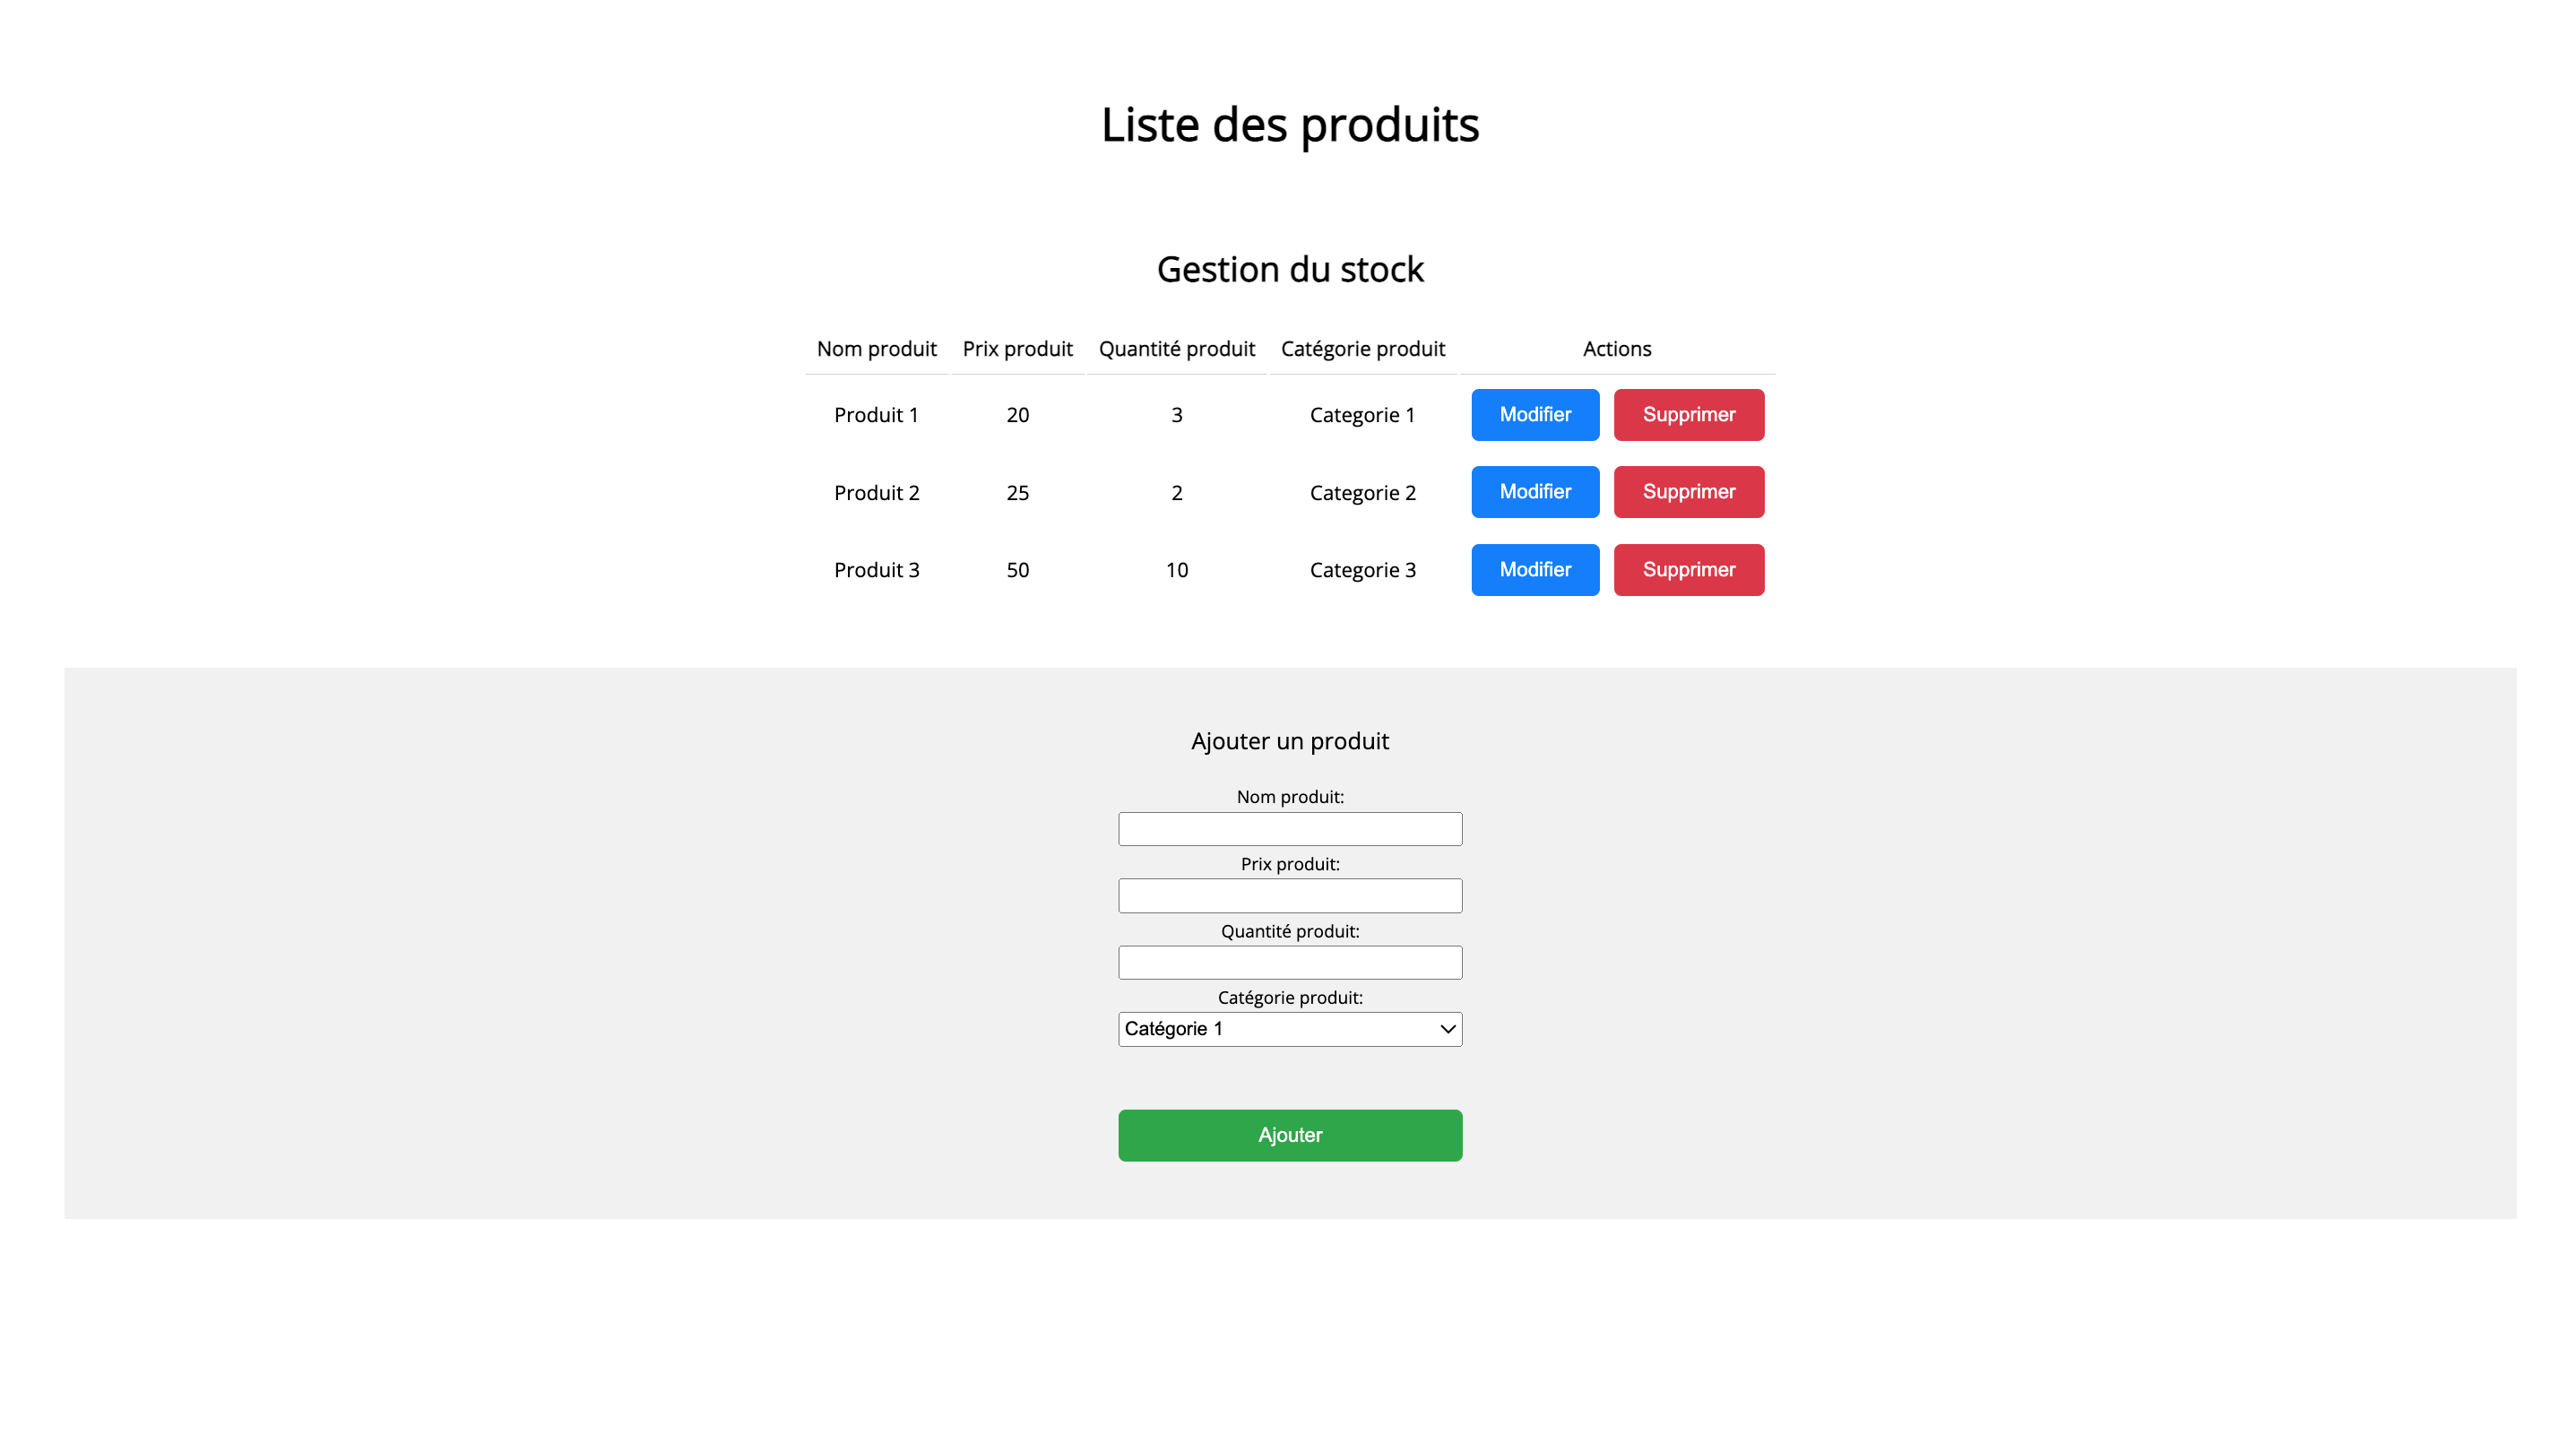 Liste des produits
Gestion du stock
Nom produit Prix produit Quantité produit Catégorie produit Actions
Produit 1 20 3 Categorie 1 Modifier Supprimer
Produit 2 25 2 Categorie 2 Modifier Supprimer
Produit 3 50 10 Categorie 3 Modifier Supprimer
Ajouter un produit
Nom produit:
Prix produit:
Quantité produit:
Catégorie produit:
Catégorie 1
Ajouter